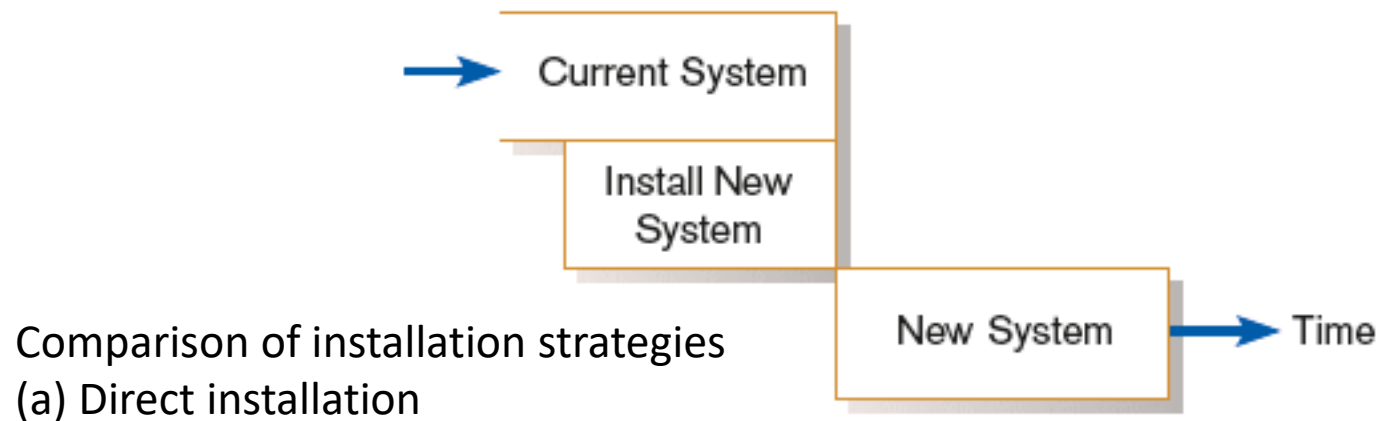 Current System
Install New
System
New System
Time
Comparison of installation strategies
(a) Direct installation